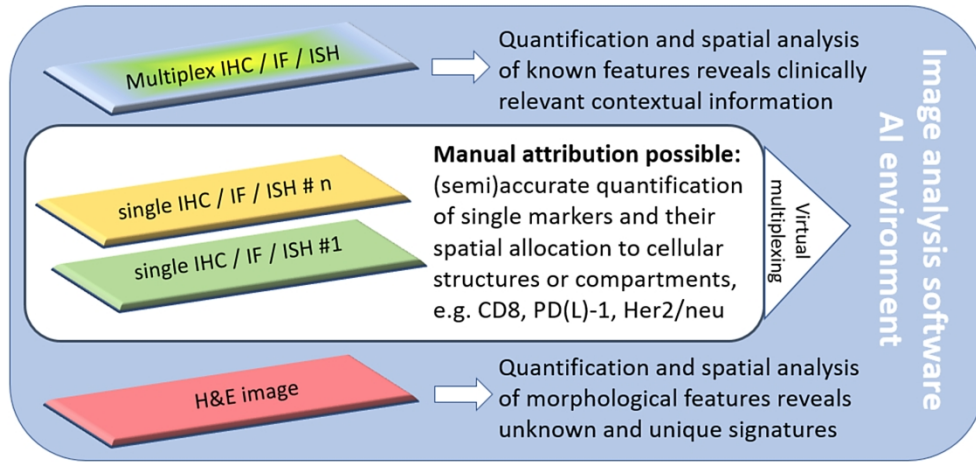 Multiplex IHC / IF / ISH
Quantification and spatial analysis
of known features reveals clinically
relevant contextual information
single IHC / IF / ISH # n
single IHC / IF / ISH #1
Manual attribution possible:
(semi)accurate quantification
of single markers and their
spatial allocation to cellular
structures or compartments,
e.g. CD8, PD(L)-1, Her2/neu
Virtual
multiplexing
H&E image
Quantification and spatial analysis
of morphological features reveals
unknown and unique signatures
Image analysis software
AI environment